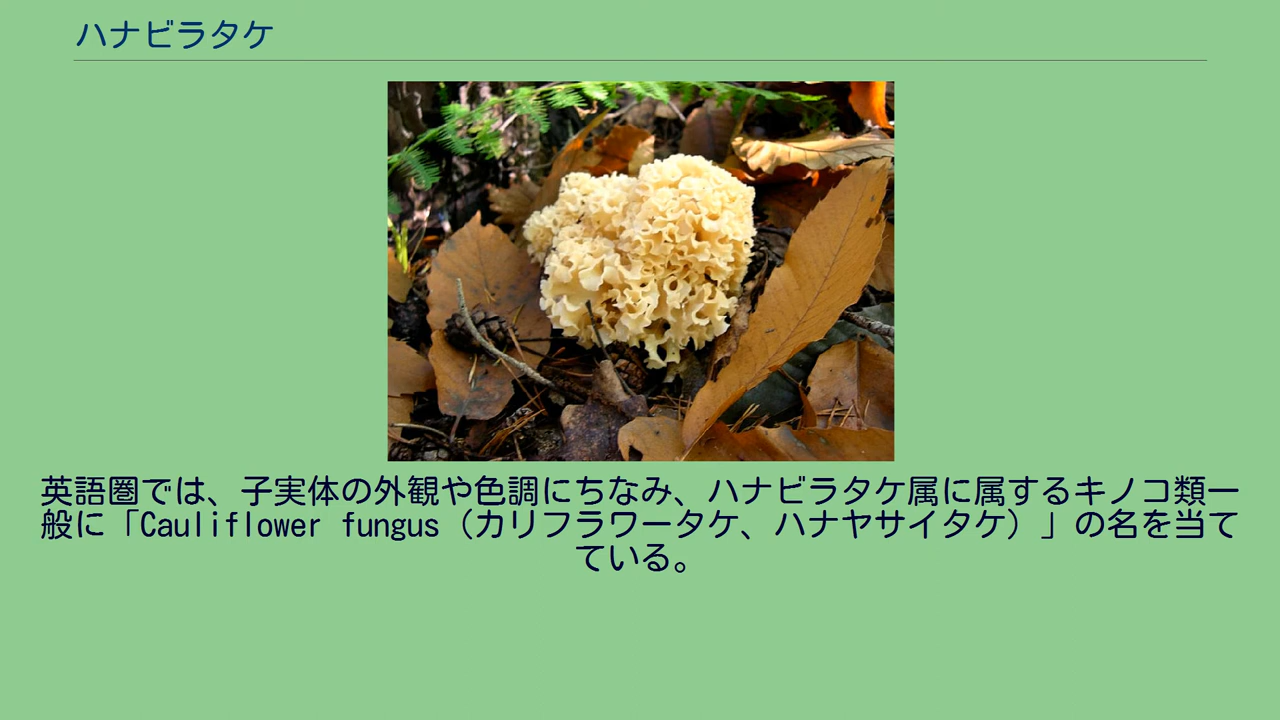 ハナビラタケ
英語圏では、子実体の外観や色調にちなみ、ハナビラタケ属に属するキノコ類一
般に「Cauliflower fungus（カリフラワータケ、ハナヤサイタケ）」の名を当て
ている。